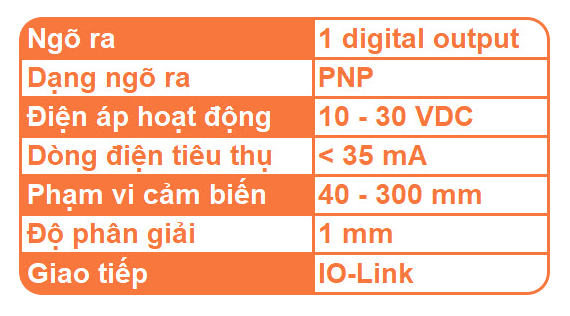 Ngõ ra 1 digital output
Dạng ngõ ra PNP
Điện áp hoạt động 10 - 30 VDC
Dòng điện tiêu thụ < 35 mA
Phạm vi cảm biến 40 - 300 mm
Độ phân giải 1 mm
Giao tiếp IO-Link